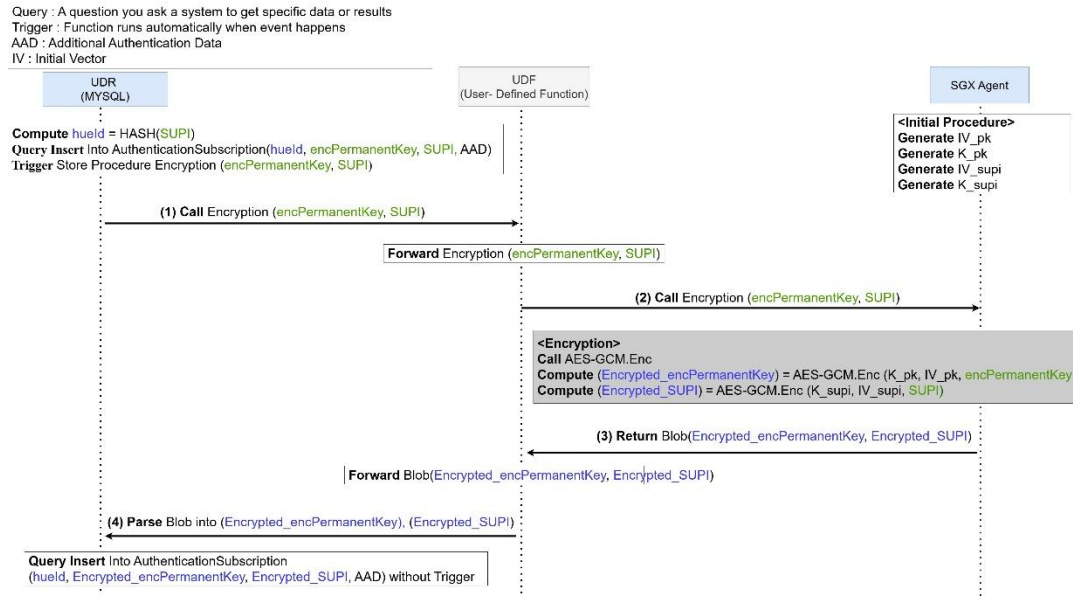 Query : A question you ask a system to get specific data or results
Trigger : Function runs automatically when event happens
AAD : Additional Authentication Data
IV : Initial Vector
UDR
(MYSQL)
UDF
(User- Defined Function)
SGX Agent
Compute hueId = HASH(SUPI)
Query Insert Into AuthenticationSubscription(hueId, encPermanentKey, SUPI, AAD)
Trigger Store Procedure Encryption (encPermanentKey, SUPI)
<Initial Procedure>
Generate IV_pk
Generate K_pk
Generate IV_supi
Generate K_supi
(1) Call Encryption (encPermanentKey, SUPI)
Forward Encryption (encPermanentKey, SUPI)
(2) Call Encryption (encPermanentKey, SUPI)
<Encryption>
Call AES-GCM.Enc
Compute (Encrypted_encPermanentKey) = AES-GCM.Enc (K_pk, IV_pk, encPermanentKey
Compute (Encrypted_SUPI) = AES-GCM.Enc (K_supi, IV_supi, SUPI)
(3) Return Blob(Encrypted_encPermanentKey, Encrypted_SUPI)
Forward Blob(Encrypted_encPermanentKey, Encrypted_SUPI)
(4) Parse Blob into (Encrypted_encPermanentKey), (Encrypted_SUPI)
Query Insert Into AuthenticationSubscription
(hueId, Encrypted_encPermanentKey, Encrypted_SUPI, AAD) without Trigger